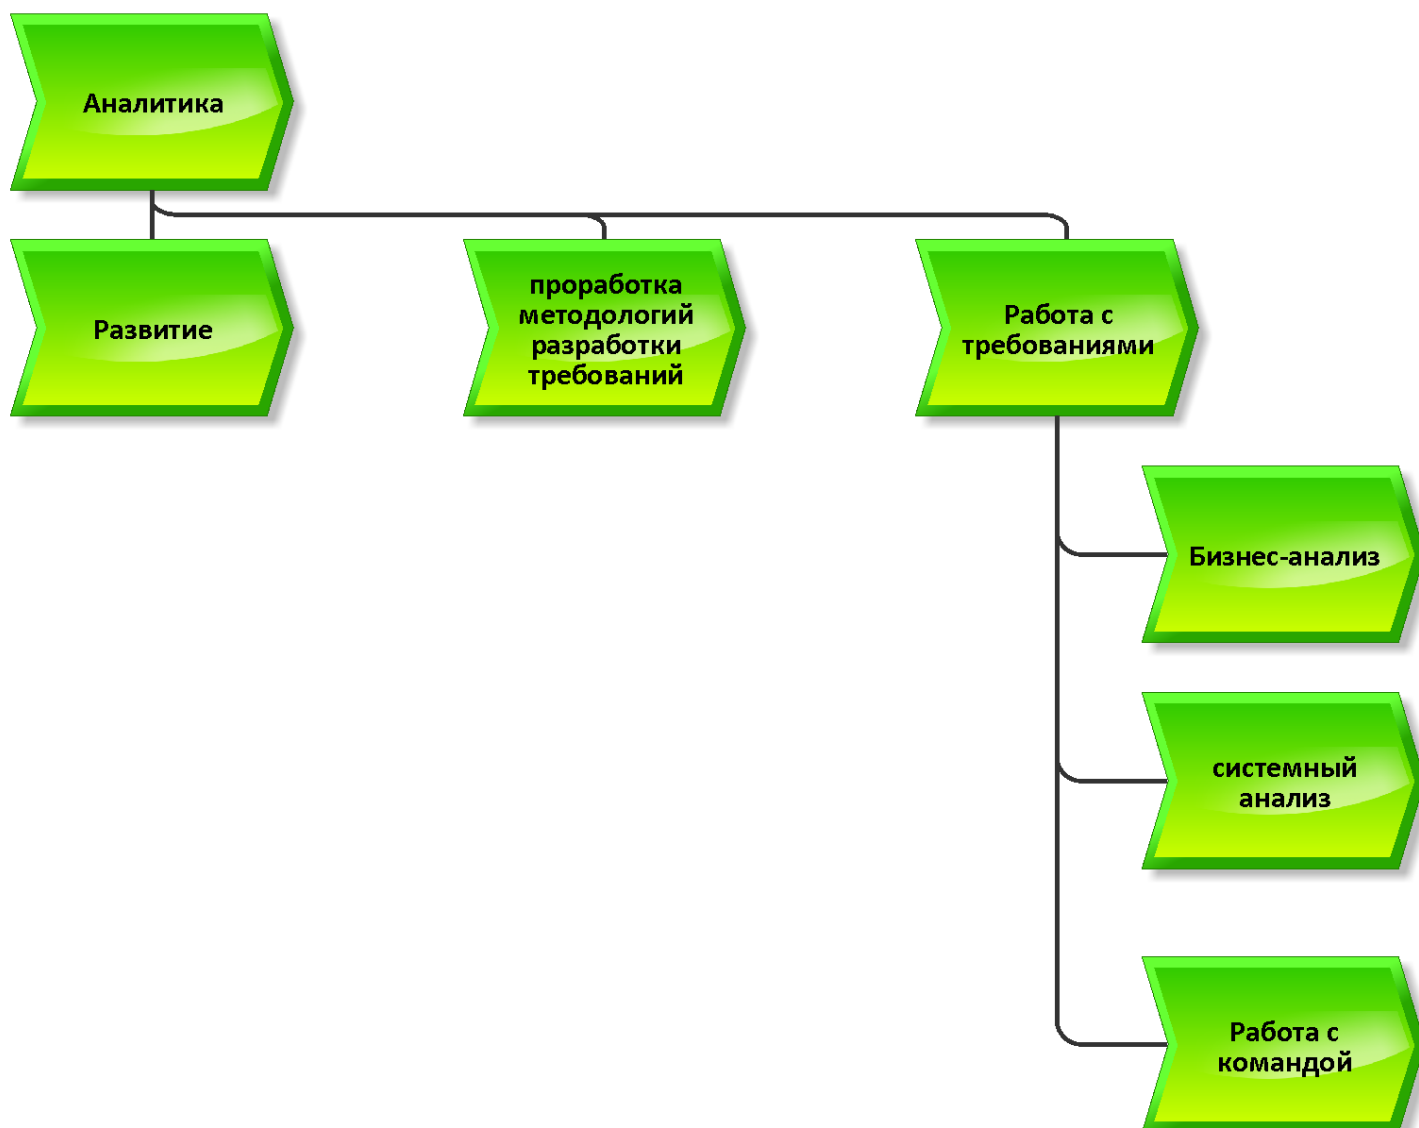 Аналитика
Развитие
проработка
методологий
разработки
требований
Работа с
требованиями
Бизнес-анализ
системный
анализ
Работа с
командой